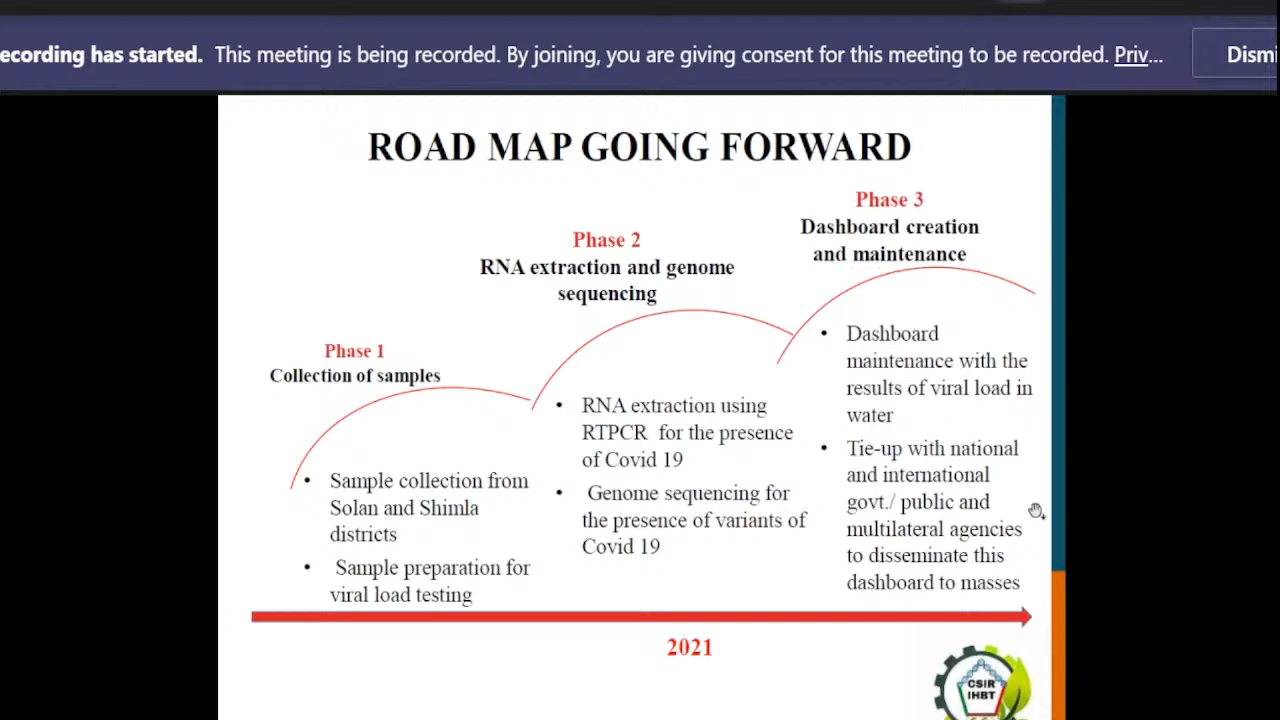 ecording has started. This meeting is being recorded. By joining, you are giving consent for this meeting to be recorded. Priv...
Dismi
ROAD MAP GOING FORWARD
Phase 1
Collection of samples
• Sample collection from
Solan and Shimla
districts
• Sample preparation for
viral load testing
Phase 2
RNA extraction and genome
sequencing
• RNA extraction using
RTPCR for the presence
of Covid 19
• Genome sequencing for
the presence of variants of
Covid 19
Phase 3
Dashboard creation
and maintenance
• Dashboard
maintenance with the
results of viral load in
water
• Tie-up with national
and international
govt./ public and
multilateral agencies
to disseminate this
dashboard to masses
2021
CSIR
IHBT